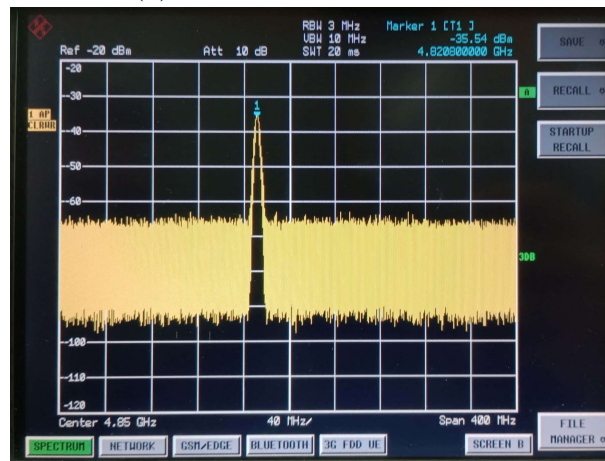 RBW 3 MHz Marker 1 [T1 ]
VBW 10 MHz -35.54 dBm
Ref -20 dBm Att 10 dB SWT 20 ms 4.820800000 GHz
SAVE
-20
-30
A
RECALL
1 AP
CLRWR
1
-40
STARTUP
RECALL
-50
-60
3DB
-100
-110
-120
Center 4.85 GHz 40 MHz/ Span 400 MHz
FILE
MANAGER
SPECTRUM NETWORK GSM/EDGE BLUETOOTH 3G FDD UE SCREEN B